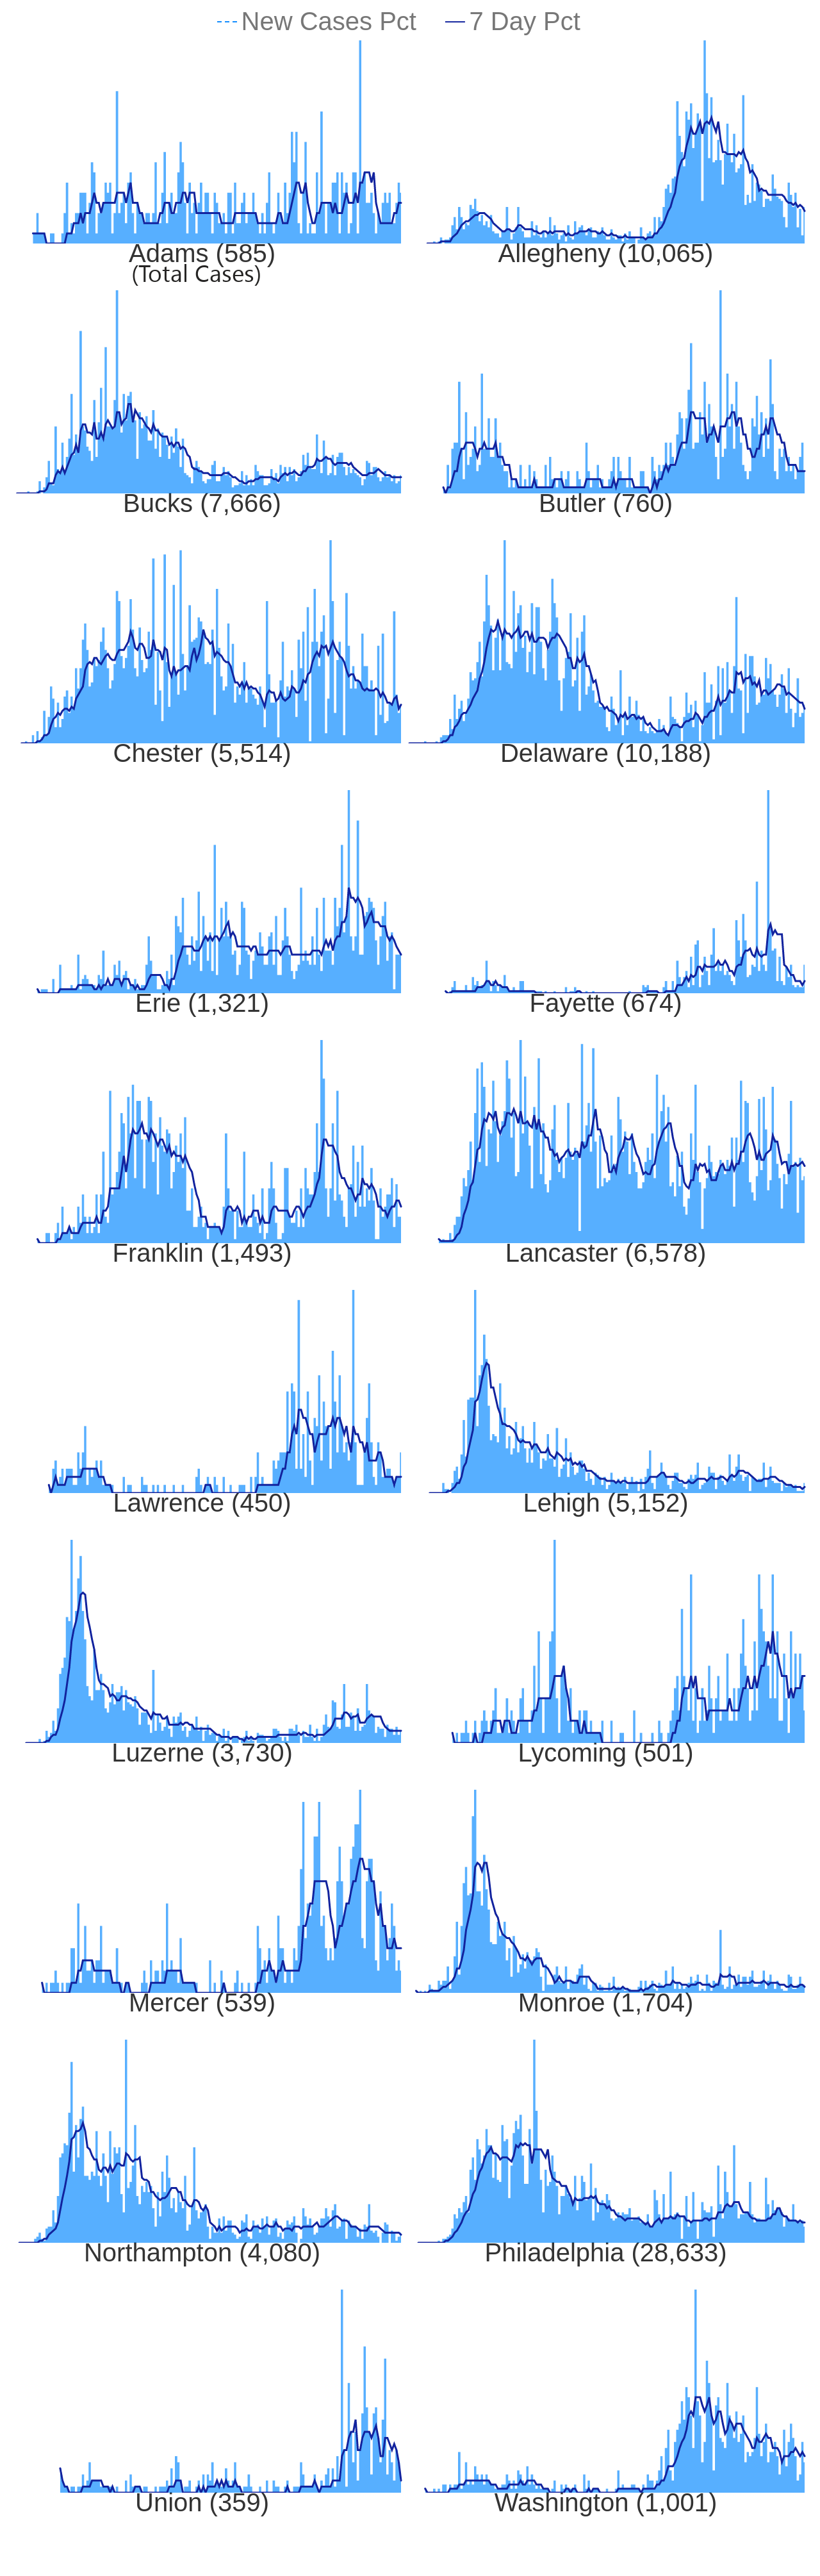 New Cases Pct 7 Day Pct
Adams (585) Allegheny (10,065)
(Total Cases)
Bucks (7,666) Butler (760)
Chester (5,514) Delaware (10,188)
Erie (1,321) Fayette (674)
Franklin (1,493) Lancaster (6,578)
Lawrence (450) Lehigh (5,152)
Luzerne (3,730) Lycoming (501)
Mercer (539) Monroe (1,704)
Northampton (4,080) Philadelphia (28,633)
Union (359) Washington (1,001)